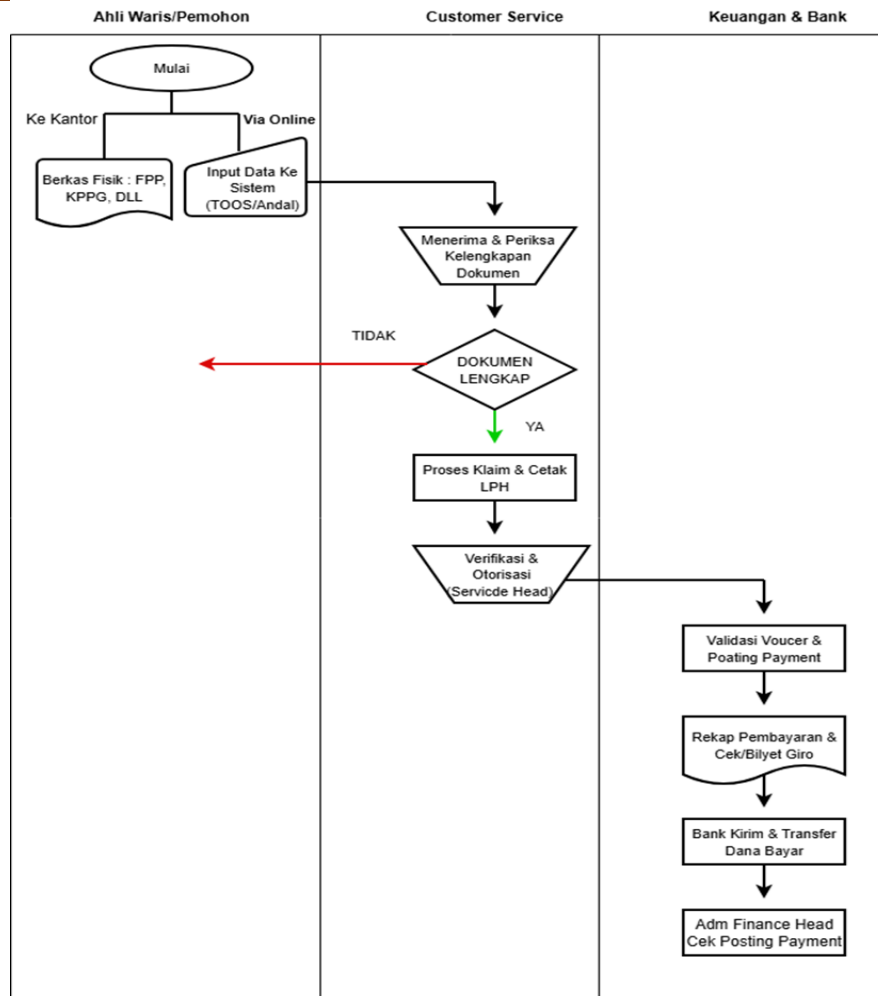 Ahli Waris/Pemohon
Customer Service
Keuangan & Bank
Mulai
Ke Kantor
Via Online
Berkas Fisik : FPP,
KPPG, DLL
Input Data Ke
Sistem
(TOOS/Andal)
Menerima & Periksa
Kelengkapan
Dokumen
TIDAK
DOKUMEN
LENGKAP
YA
Proses Klaim & Cetak
LPH
Verifikasi &
Otorisasi
(Servicde Head)
Validasi Voucer &
Poating Payment
Rekap Pembayaran &
Cek/Bilyet Giro
Bank Kirim & Transfer
Dana Bayar
Adm Finance Head
Cek Posting Payment